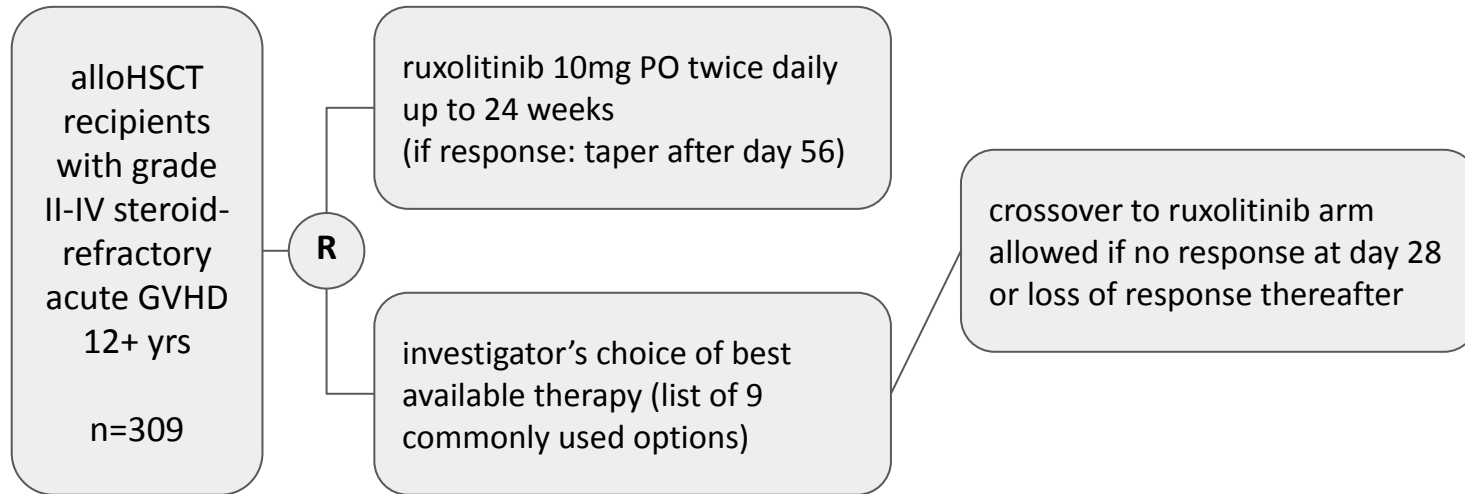 alloHSCT
recipients
with grade
II-IV steroid-
refractory
acute GVHD
12+ yrs
n=309
R
ruxolitinib 10mg PO twice daily
up to 24 weeks
(if response: taper after day 56)
investigator’s choice of best
available therapy (list of 9
commonly used options)
crossover to ruxolitinib arm
allowed if no response at day 28
or loss of response thereafter